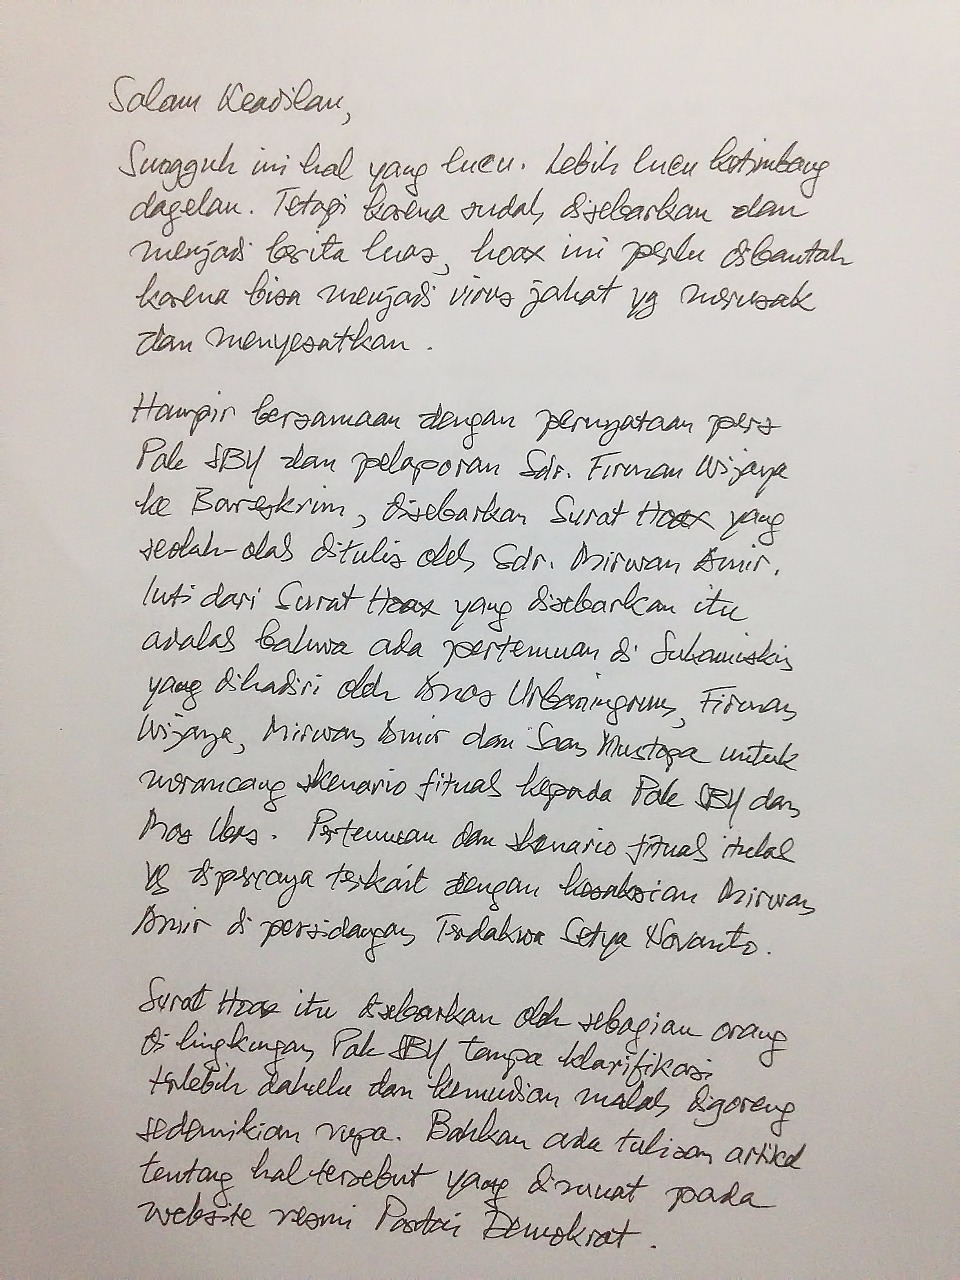 Salam Keadilan,
Sungguh ini hal yang lucu. Lebih lucu ketimbang
dagelan. Tetapi karena sudah disebarkan dan
menjadi berita luas, hoax ini perlu dibantah
karena bisa menjadi virus jahat yg merusak
dan menyesatkan.
Hampir bersamaan dengan pernyataan pers
Pak SBY dan pelaporan Sdr. Firman Wijaya
ke Bareskrim, disebarkan Surat Hoax yang
seolah-olah ditulis oleh Sdr. Mirwan Amir.
Inti dari Surat Hoax yang disebarkan itu
adalah bahwa ada pertemuan di Sukamiskin
yang dihadiri oleh Anas Urbaningrum, Firman
Wijaya, Mirwan Amir dan Saan Mustopa untuk
merancang skenario fitnah kepada Pak SBY dan
Mas Ibas. Pertemuan dan skenario fitnah itulah
yg dipercaya terkait dengan kesaksian Mirwan
Amir di persidangan Terdakwa Setya Novanto.
Surat Hoax itu disebarkan oleh sebagian orang
di lingkungan Pak SBY tanpa klarifikasi
terlebih dahulu dan kemudian malah digoreng
sedemikian rupa. Bahkan ada tulisan artikel
tentang hal tersebut yang dimuat pada
website resmi Partai Demokrat.